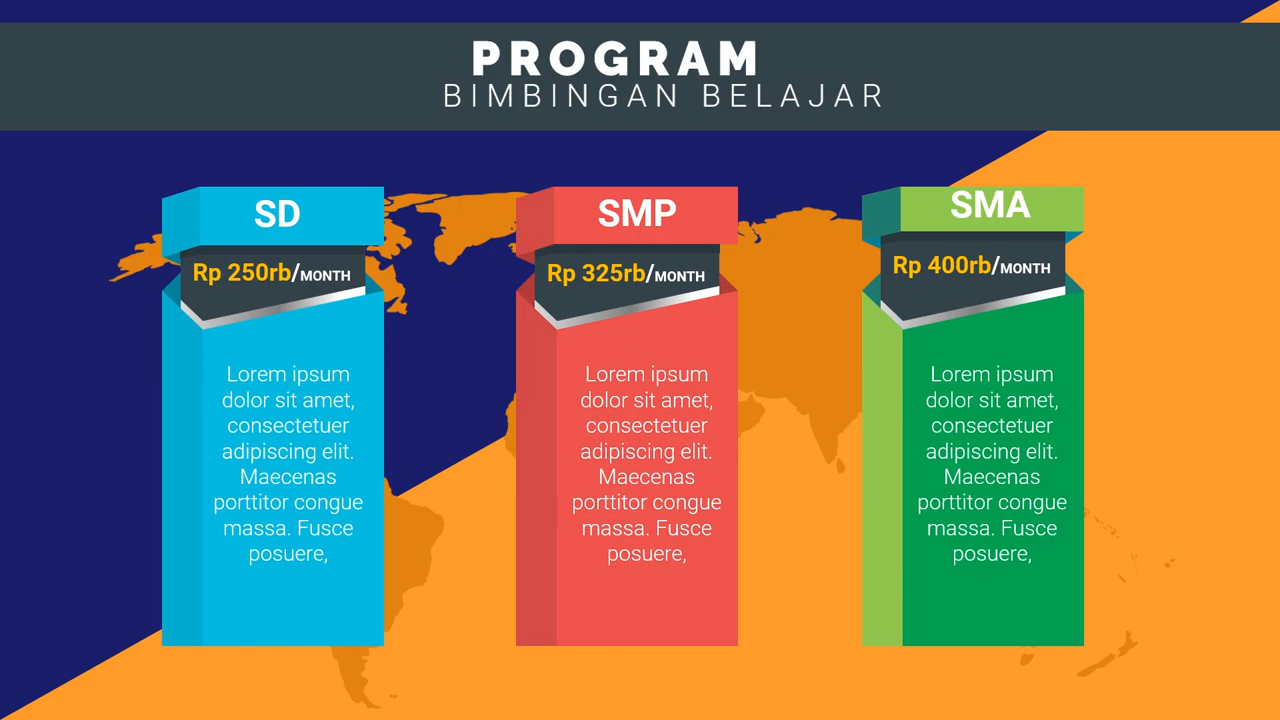 PROGRAM
BIMBINGAN BELAJAR
SD
Rp 250rb/MONTH
Lorem ipsum
dolor sit amet,
consectetuer
adipiscing elit.
Maecenas
porttitor congue
massa. Fusce
posuere,
SMP
Rp 325rb/MONTH
Lorem ipsum
dolor sit amet,
consectetuer
adipiscing elit.
Maecenas
porttitor congue
massa. Fusce
posuere,
SMA
Rp 400rb/MONTH
Lorem ipsum
dolor sit amet,
consectetuer
adipiscing elit.
Maecenas
porttitor congue
massa. Fusce
posuere,